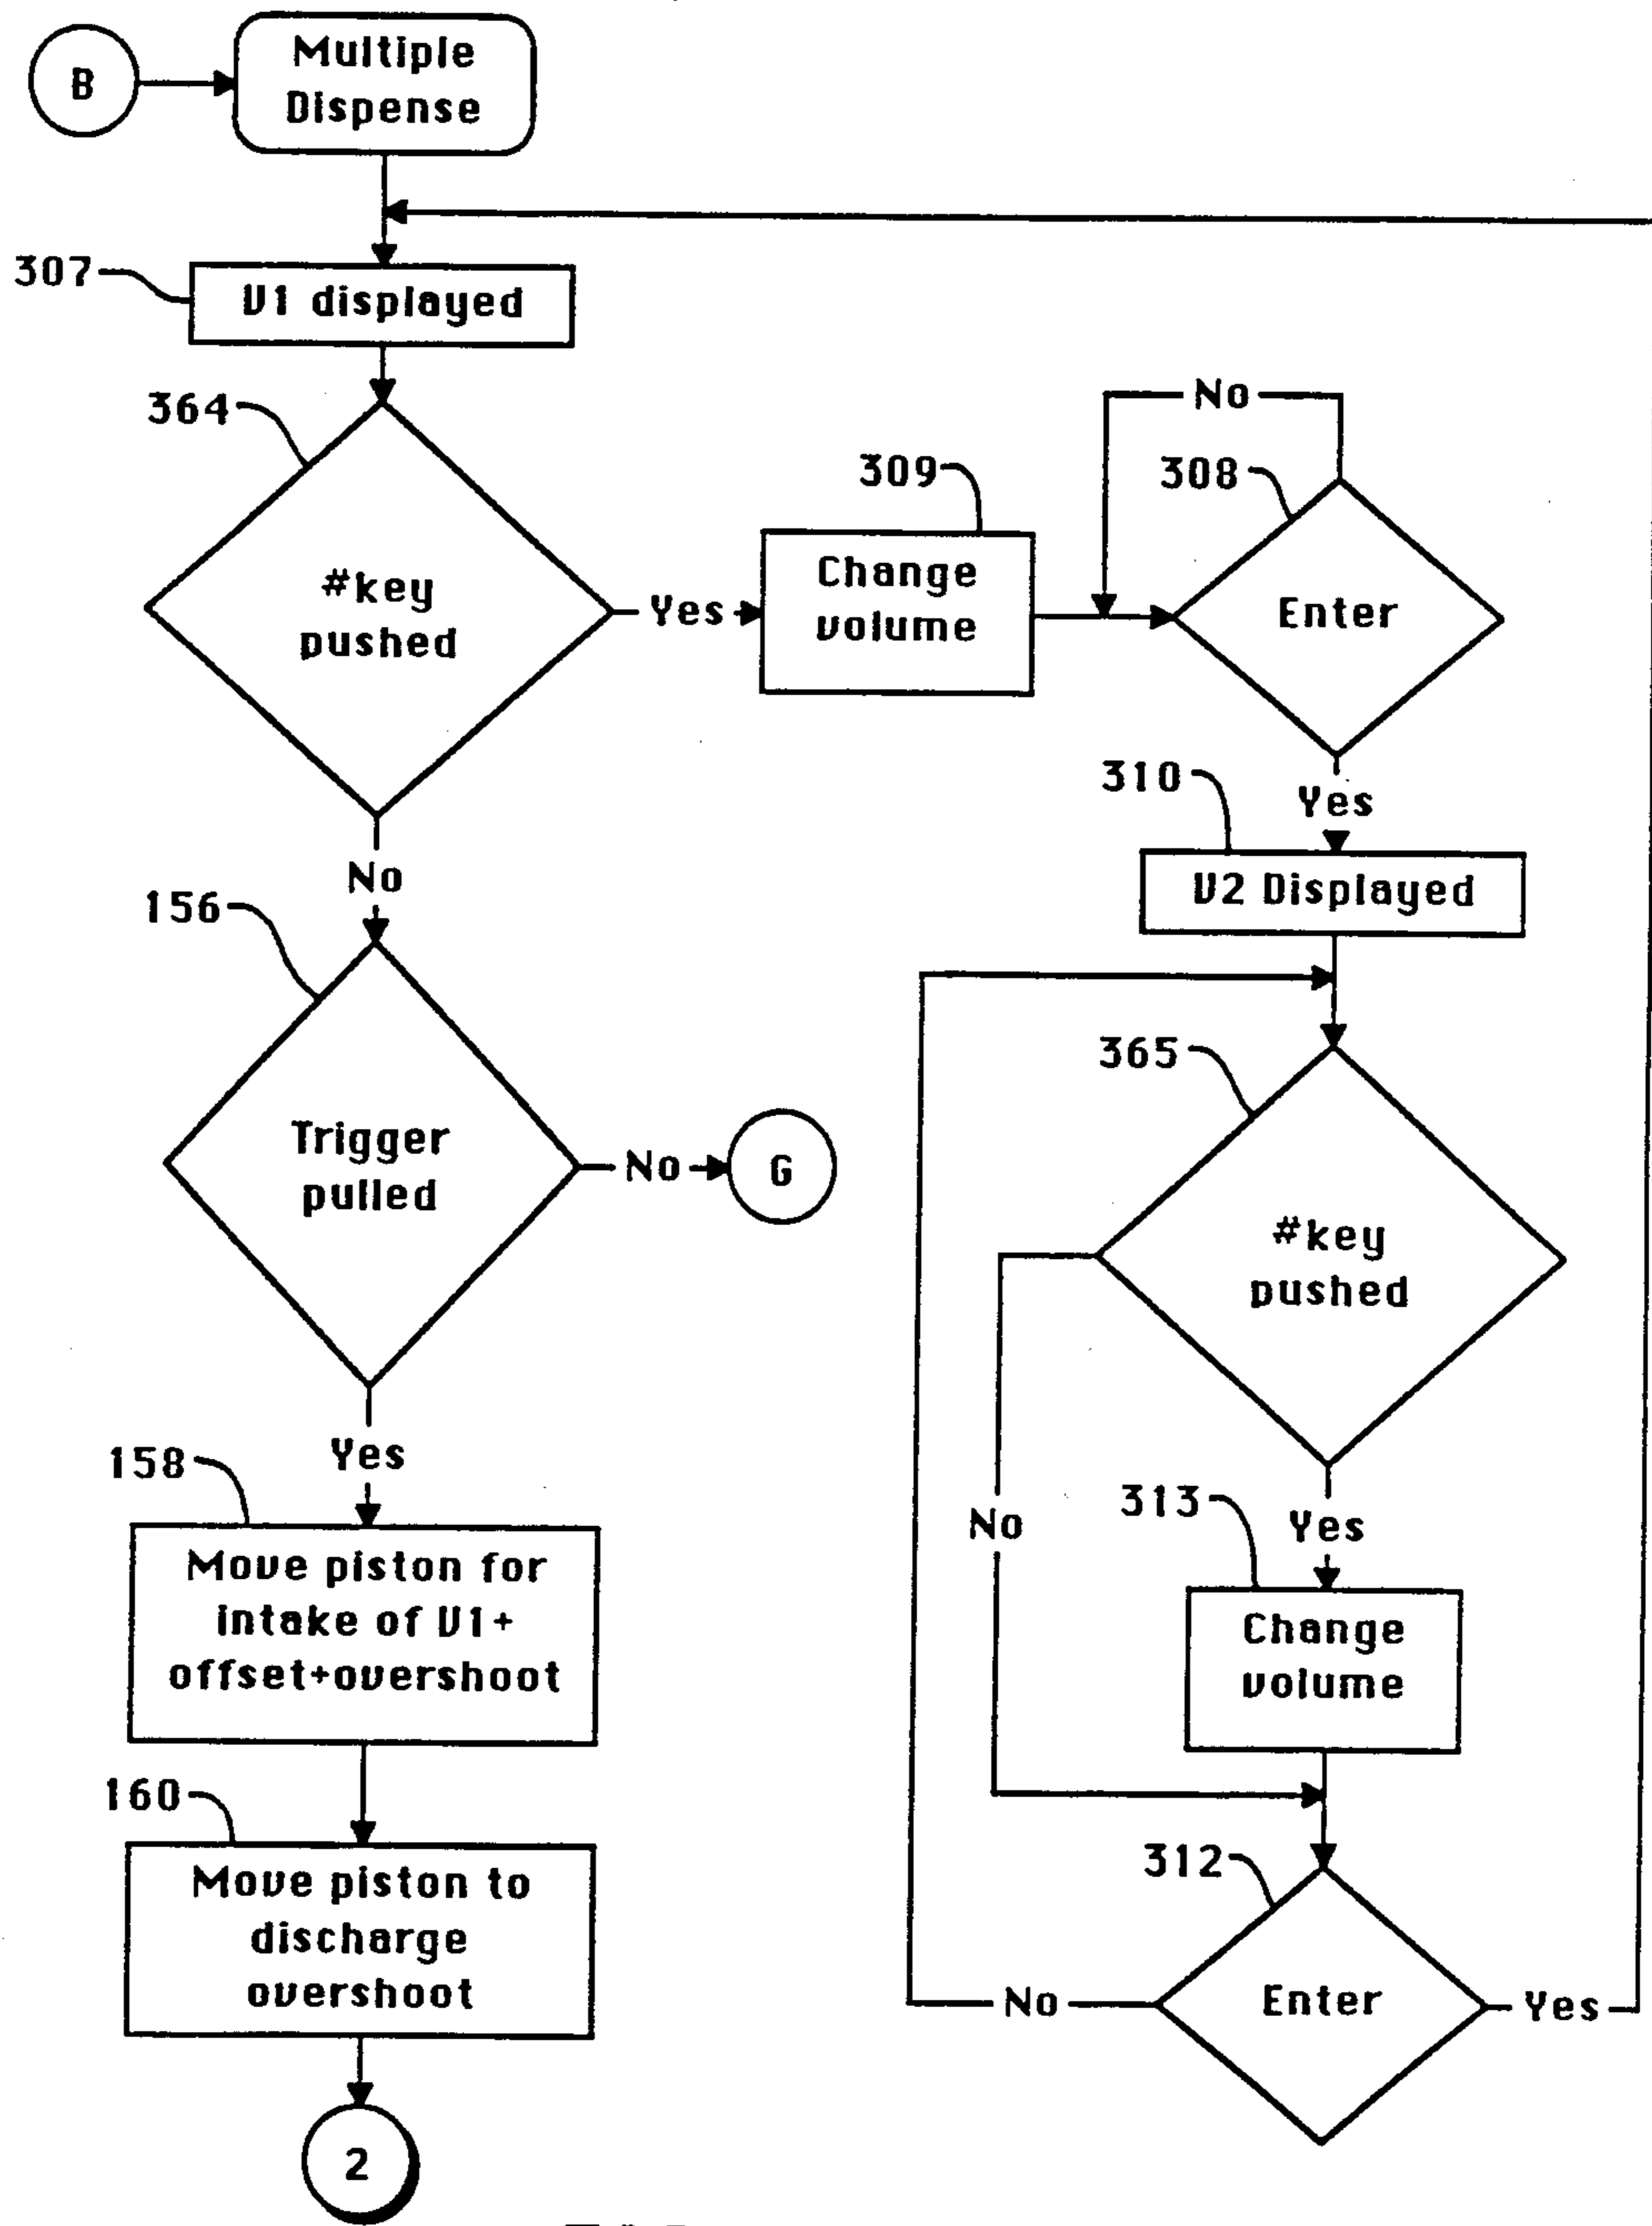 B
Multiple
Dispense
307
V1 displayed
364
#key
pushed
Yes
309
Change
volume
No
308
Enter
Yes
310
V2 Displayed
No
156
Trigger
pulled
No
G
365
#key
pushed
No
Yes
313
Change
volume
312
Enter
No
Yes
Yes
158
Move piston for
intake of V1+
offset+overshoot
160
Move piston to
discharge
overshoot
2